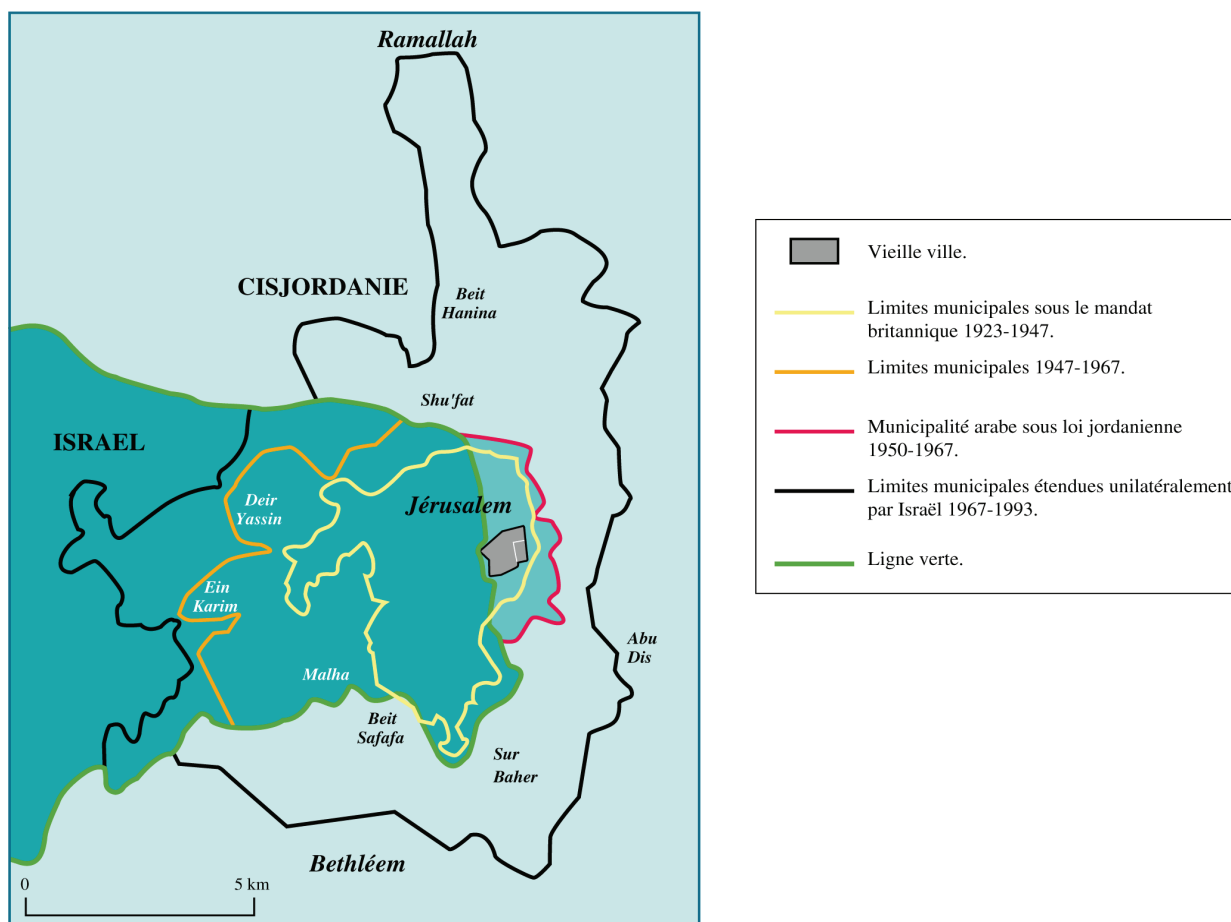 Ramallah
CISJORDANIE
Beit
Hanina
Shu'fat
ISRAEL
Deir
Yassin
Jérusalem
Ein
Karim
Abu
Dis
Malha
Beit
Safafa
Sur
Baher
Bethléem
0
5 km
Vieille ville.
Limites municipales sous le mandat
britannique 1923-1947.
Limites municipales 1947-1967.
Municipalité arabe sous loi jordanienne
1950-1967.
Limites municipales étendues unilatéralement
par Israël 1967-1993.
Ligne verte.